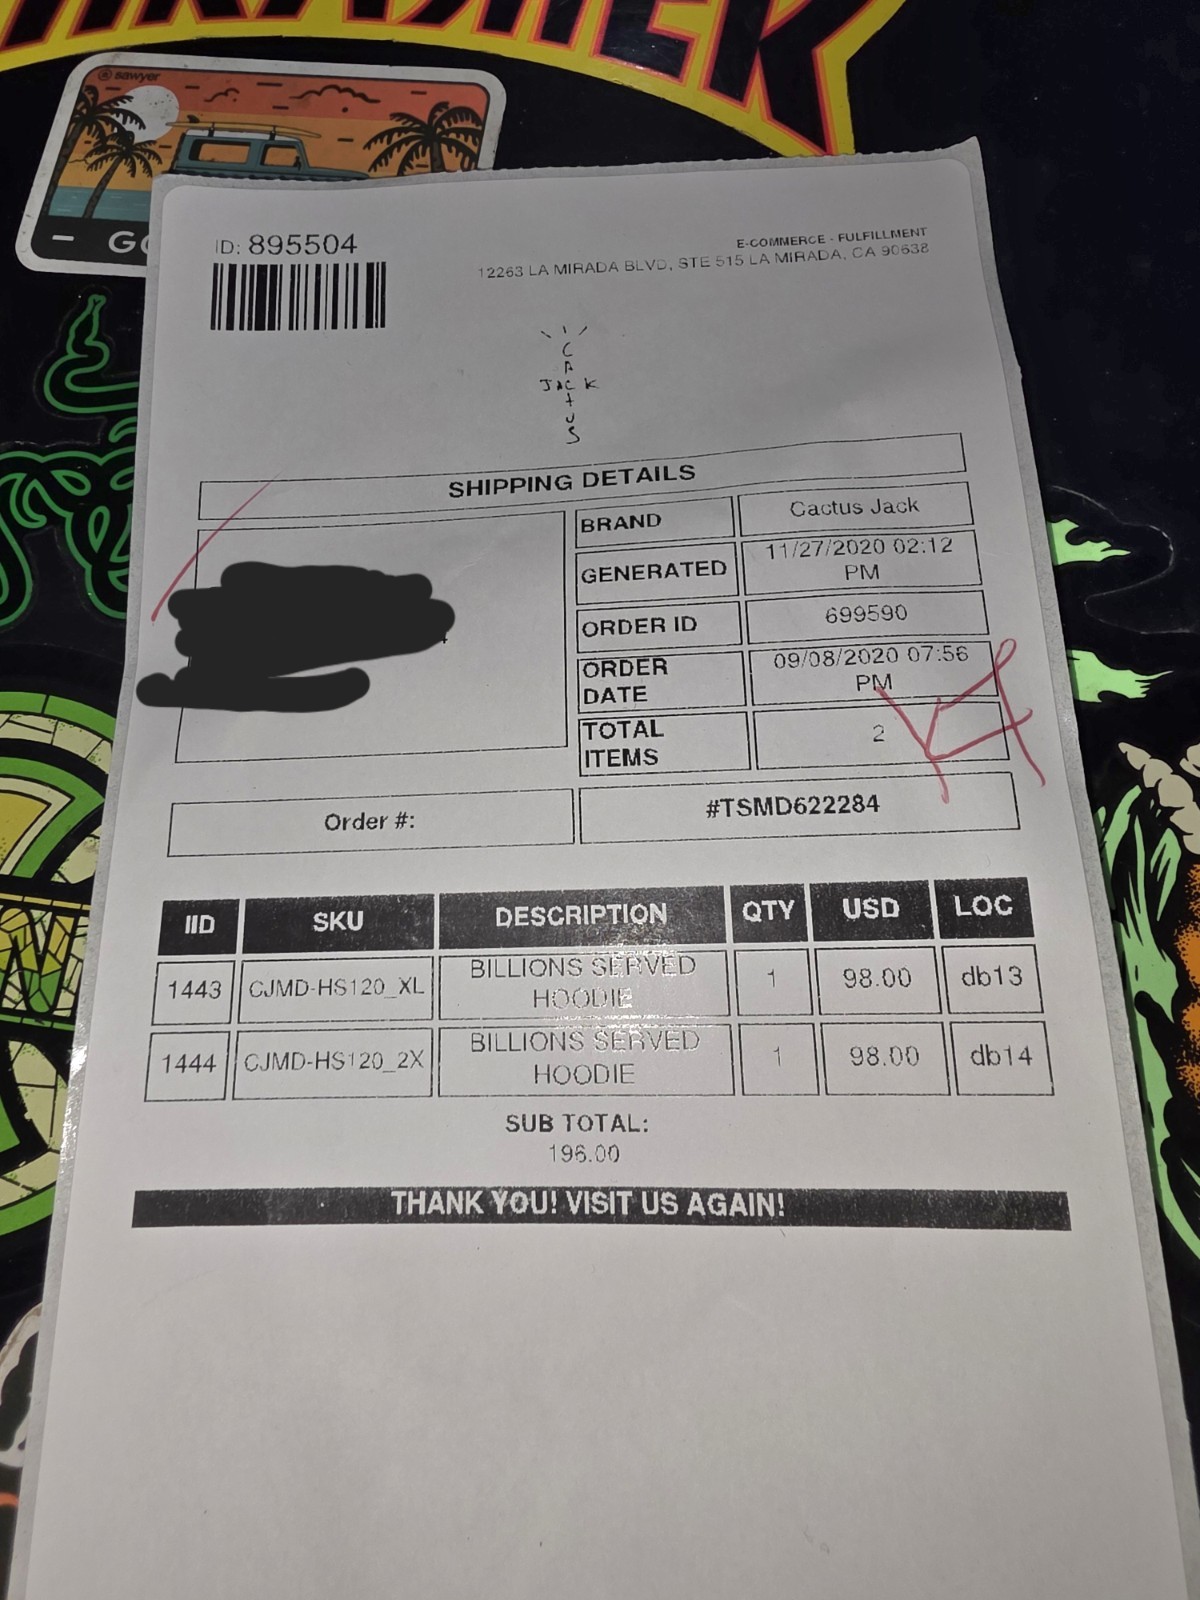 THRASHER
sawyer
GO
ID: 895504
E-COMMERCE - FULFILLMENT
12263 LA MIRADA BLVD, STE 515 LA MIRADA, CA 90638
CACTUS
JACK
SHIPPING DETAILS
BRAND Cactus Jack
GENERATED 11/27/2020 02:12
PM
ORDER ID 699590
ORDER
DATE
09/08/2020 07:56
PM
TOTAL
ITEMS
2
Order #: #TSMD622284
IID SKU DESCRIPTION QTY USD LOC
1443 CJMD-HS120_XL BILLIONS SERVED
HOODIE
1 98.00 db13
1444 CJMD-HS120_2X BILLIONS SERVED
HOODIE
1 98.00 db14
SUB TOTAL:
196.00
THANK YOU! VISIT US AGAIN!